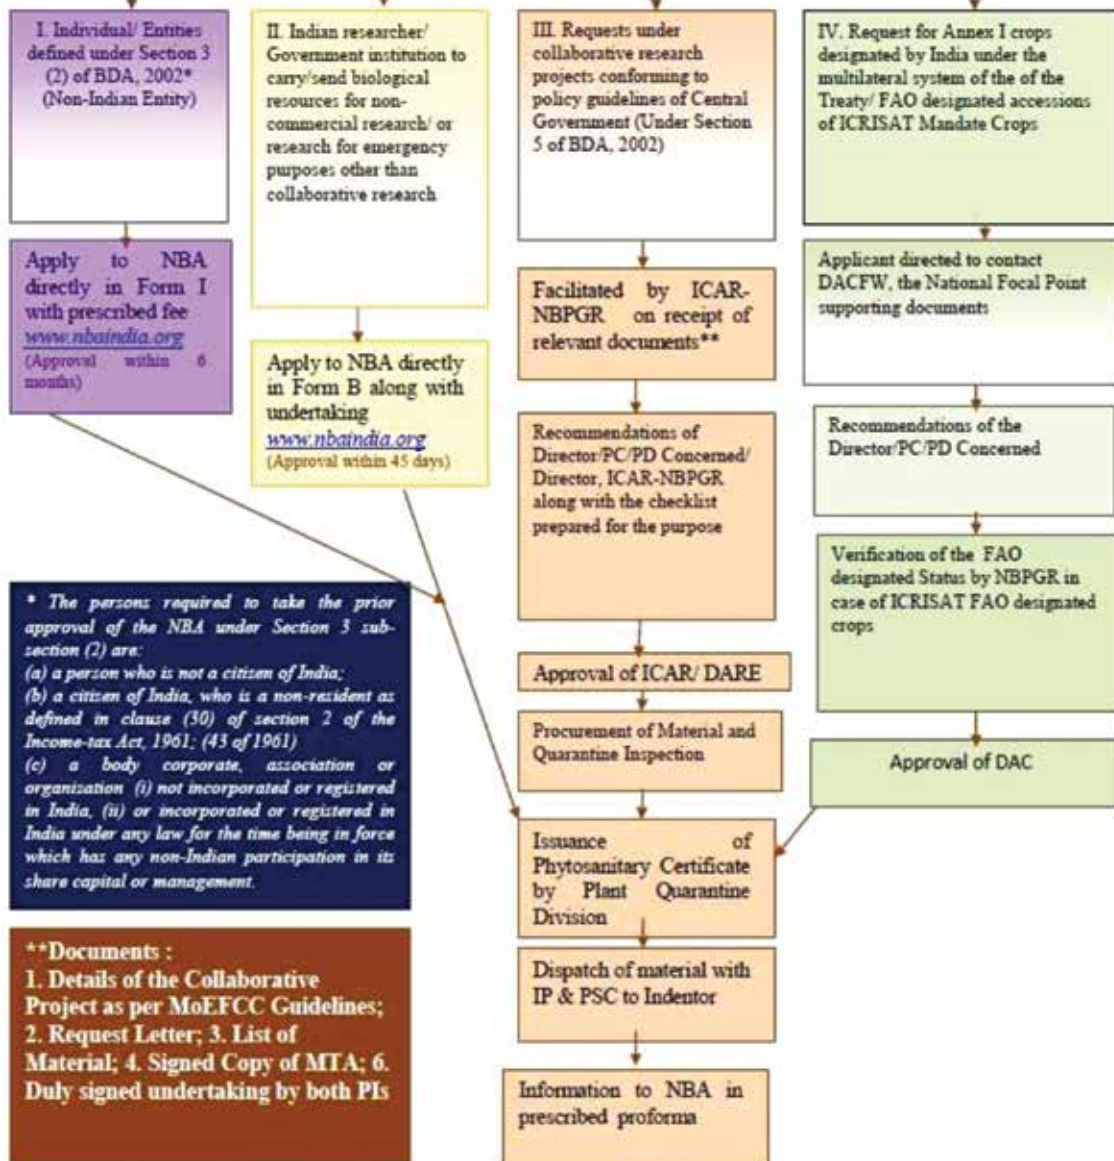 I. Individual/ Entities
defined under Section 3
(2) of BDA, 2002*
(Non-Indian Entity)
Apply to NBA
directly in Form I
with prescribed fee
www.nbaindia.org
(Approval within 6
months)
II. Indian researcher/
Government institution to
carry/send biological
resources for non-
commercial research/ or
research for emergency
purposes other than
collaborative research
Apply to NBA directly
in Form B along with
undertaking
www.nbaindia.org
(Approval within 45 days)
III. Requests under
collaborative research
projects conforming to
policy guidelines of Central
Government (Under Section
5 of BDA, 2002)
Facilitated by ICAR-
NBPGR on receipt of
relevant documents**
Recommendations of
Director/PC/PD Concerned/
Director, ICAR-NBPGR
along with the checklist
prepared for the purpose
Approval of ICAR/ DARE
Procurement of Material and
Quarantine Inspection
Issuance of
Phytosanitary Certificate
by Plant Quarantine
Division
Dispatch of material with
IP & PSC to Indentor
Information to NBA in
prescribed proforma
IV. Request for Annex I crops
designated by India under the
multilateral system of the of the
Treaty/ FAO designated accessions
of ICRISAT Mandate Crops
Applicant directed to contact
DACFW, the National Focal Point
supporting documents
Recommendations of the
Director/PC/PD Concerned
Verification of the FAO
designated Status by NBPGR in
case of ICRISAT FAO designated
crops
Approval of DAC
* The persons required to take the prior
approval of the NBA under Section 3 sub-
section (2) are:
(a) a person who is not a citizen of India;
(b) a citizen of India, who is a non-resident as
defined in clause (30) of section 2 of the
Income-tax Act, 1961; (43 of 1961)
(c) a body corporate, association or
organization (i) not incorporated or registered
in India, (ii) or incorporated or registered in
India under any law for the time being in force
which has any non-Indian participation in its
share capital or management.
**Documents :
1. Details of the Collaborative
Project as per MoEFCC Guidelines;
2. Request Letter; 3. List of
Material; 4. Signed Copy of MTA; 6.
Duly signed undertaking by both PIs